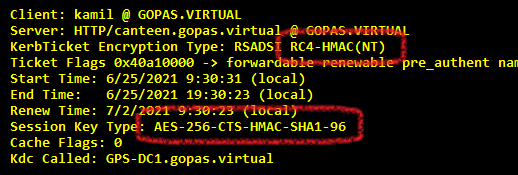 Client: kamil @ GOPAS.VIRTUAL
Server: HTTP/canteen.gopas.virtual @ GOPAS.VIRTUAL
KerbTicket Encryption Type: RSADSI RC4-HMAC(NT)
Ticket Flags 0x40a10000 -> forwardable renewable pre_authent nam
Start Time: 6/25/2021 9:30:31 (local)
End Time:   6/25/2021 19:30:23 (local)
Renew Time: 7/2/2021 9:30:23 (local)
Session Key Type: AES-256-CTS-HMAC-SHA1-96
Cache Flags: 0
Kdc Called: GPS-DC1.gopas.virtual